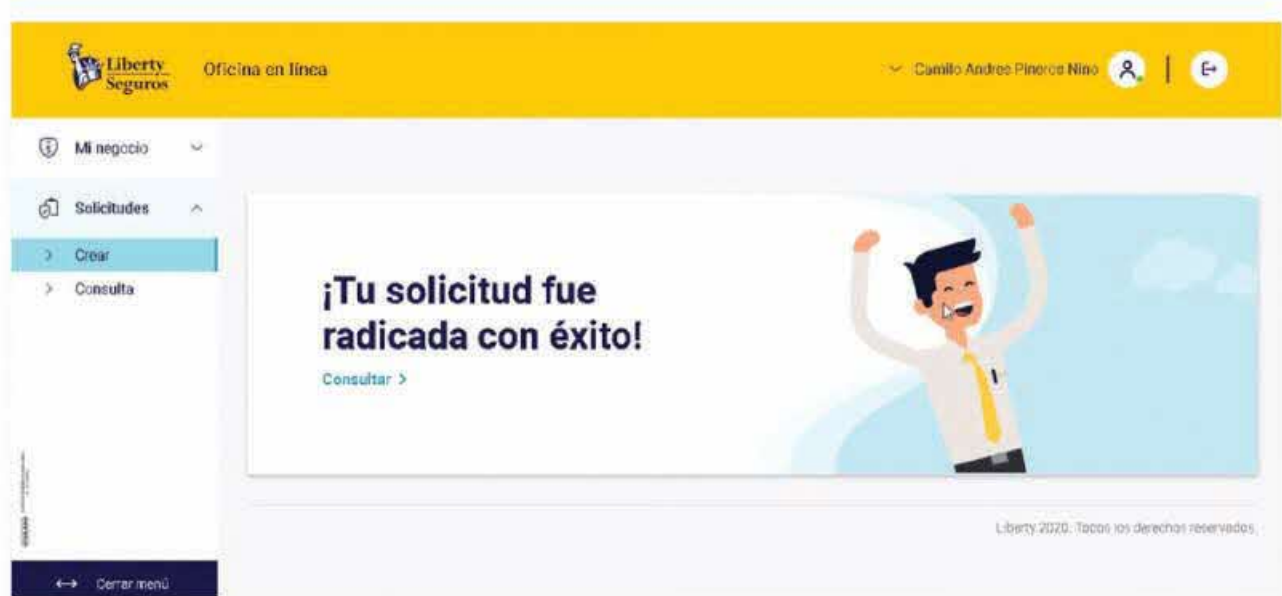 Liberty
Seguros
Oficina en línea
Camilo Andres Pineros Nino
Mi negocio
Solicitudes
Crear
Consulta
¡Tu solicitud fue
radicada con éxito!
Consultar >
Liberty 2020. Todos los derechos reservados.
Cerrar menú